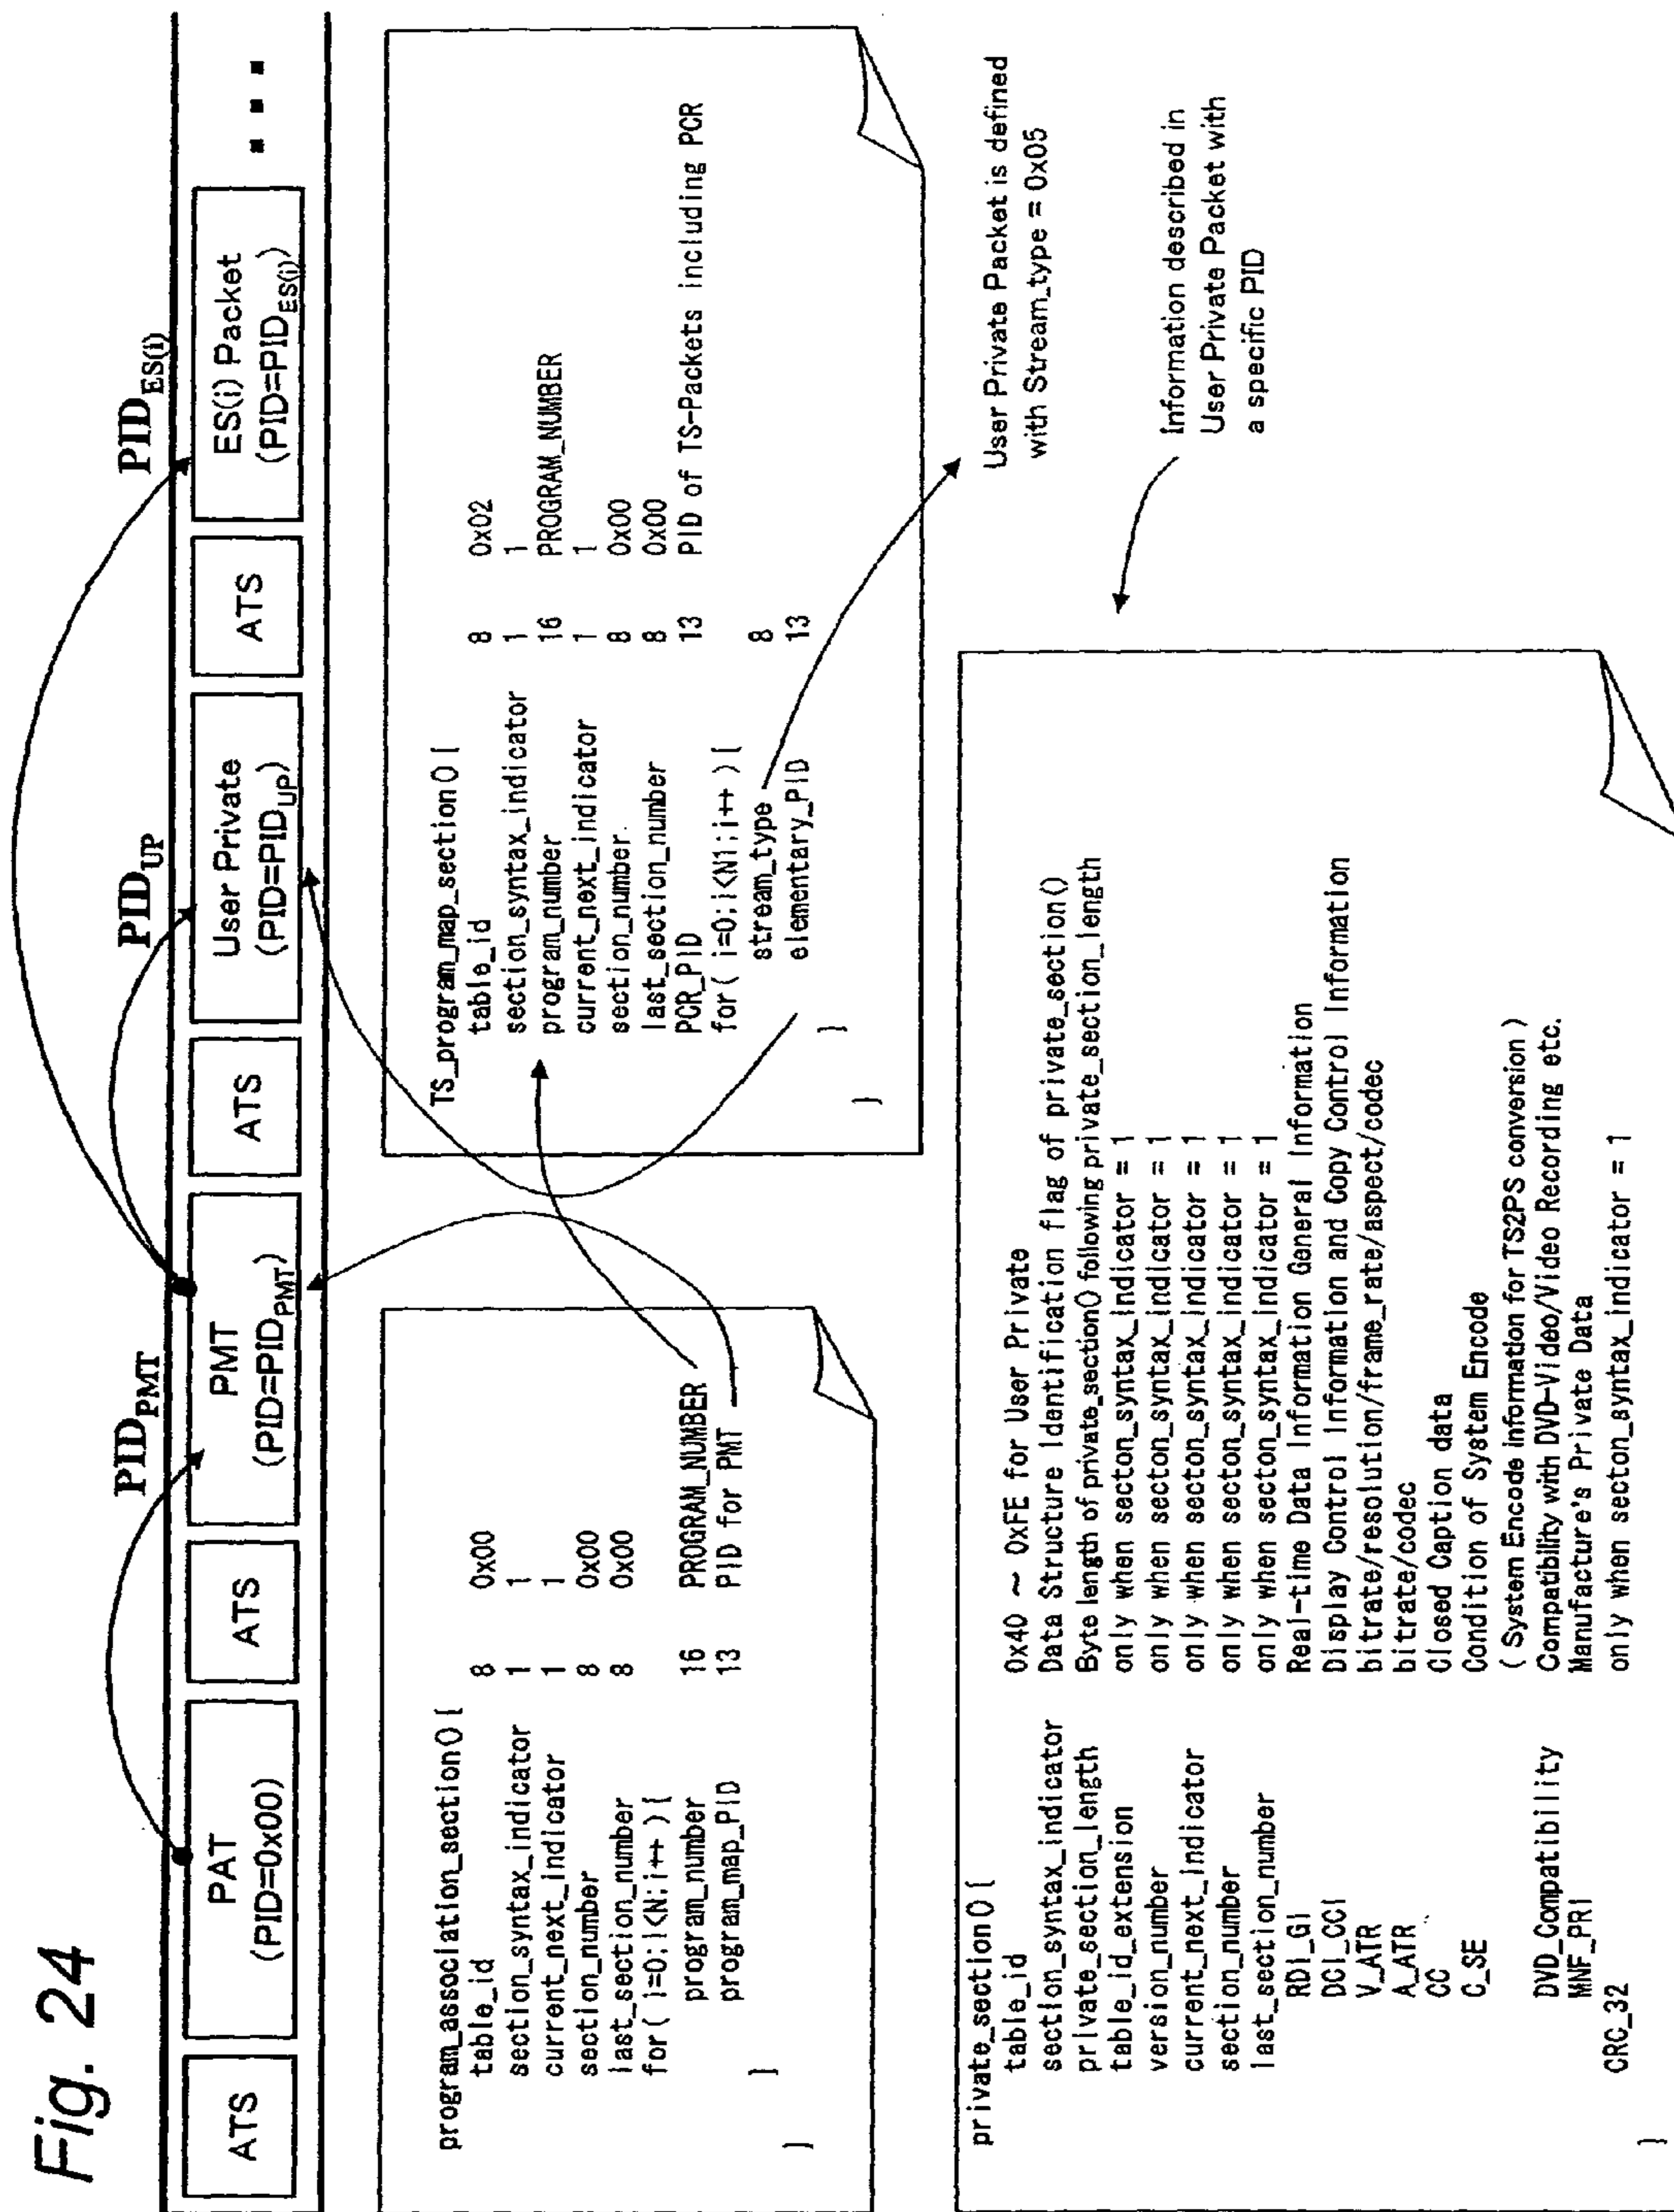 Fig. 24
PID_PMT PID_UP PID_ES(i)
ATS PAT (PID=0x00) ATS PMT (PID=PID_PMT) ATS User Private (PID=PID_UP) ATS ES(i) Packet (PID=PID_ES(i))
program_association_section() {
table_id 8 0x00
section_syntax_indicator 1 1
current_next_indicator 1 1
section_number 8 0x00
last_section_number 8 0x00
for( i=0;i<N;i++ ) {
program_number 16 PROGRAM_NUMBER
program_map_PID 13 PID for PMT
}
TS_program_map_section() {
table_id 8 0x02
section_syntax_indicator 1 1
program_number 16 PROGRAM_NUMBER
current_next_indicator 1 1
section_number 8 0x00
last_section_number 8 0x00
PCR_PID 13 PID of TS-Packets including PCR
for( i=0;i<N1;i++ ) {
stream_type 8
elementary_PID 13
}
User Private Packet is defined
with Stream_type = 0x05
private_section() {
table_id 0x40 ~ 0xFE for User Private
section_syntax_indicator Data Structure Identification flag of private_section()
private_section_length Byte length of private_section() following private_section_length
table_id_extension only when secton_syntax_indicator = 1
version_number only when secton_syntax_indicator = 1
current_next_indicator only when secton_syntax_indicator = 1
section_number only when secton_syntax_indicator = 1
last_section_number only when secton_syntax_indicator = 1
RDI_GI Real-time Data Information General Information
DCI_CCI Display Control Information and Copy Control Information
V_ATR bitrate/resolution/frame_rate/aspect/codec
A_ATR bitrate/codec
CC Closed Caption data
C_SE Condition of System Encode
( System Encode information for TS2PS conversion )
DVD_Compatibility Compatibility with DVD-Video/Video Recording etc.
MNF_PRI Manufacture's Private Data
CRC_32 only when secton_syntax_indicator = 1
}
Information described in
User Private Packet with
a specific PID